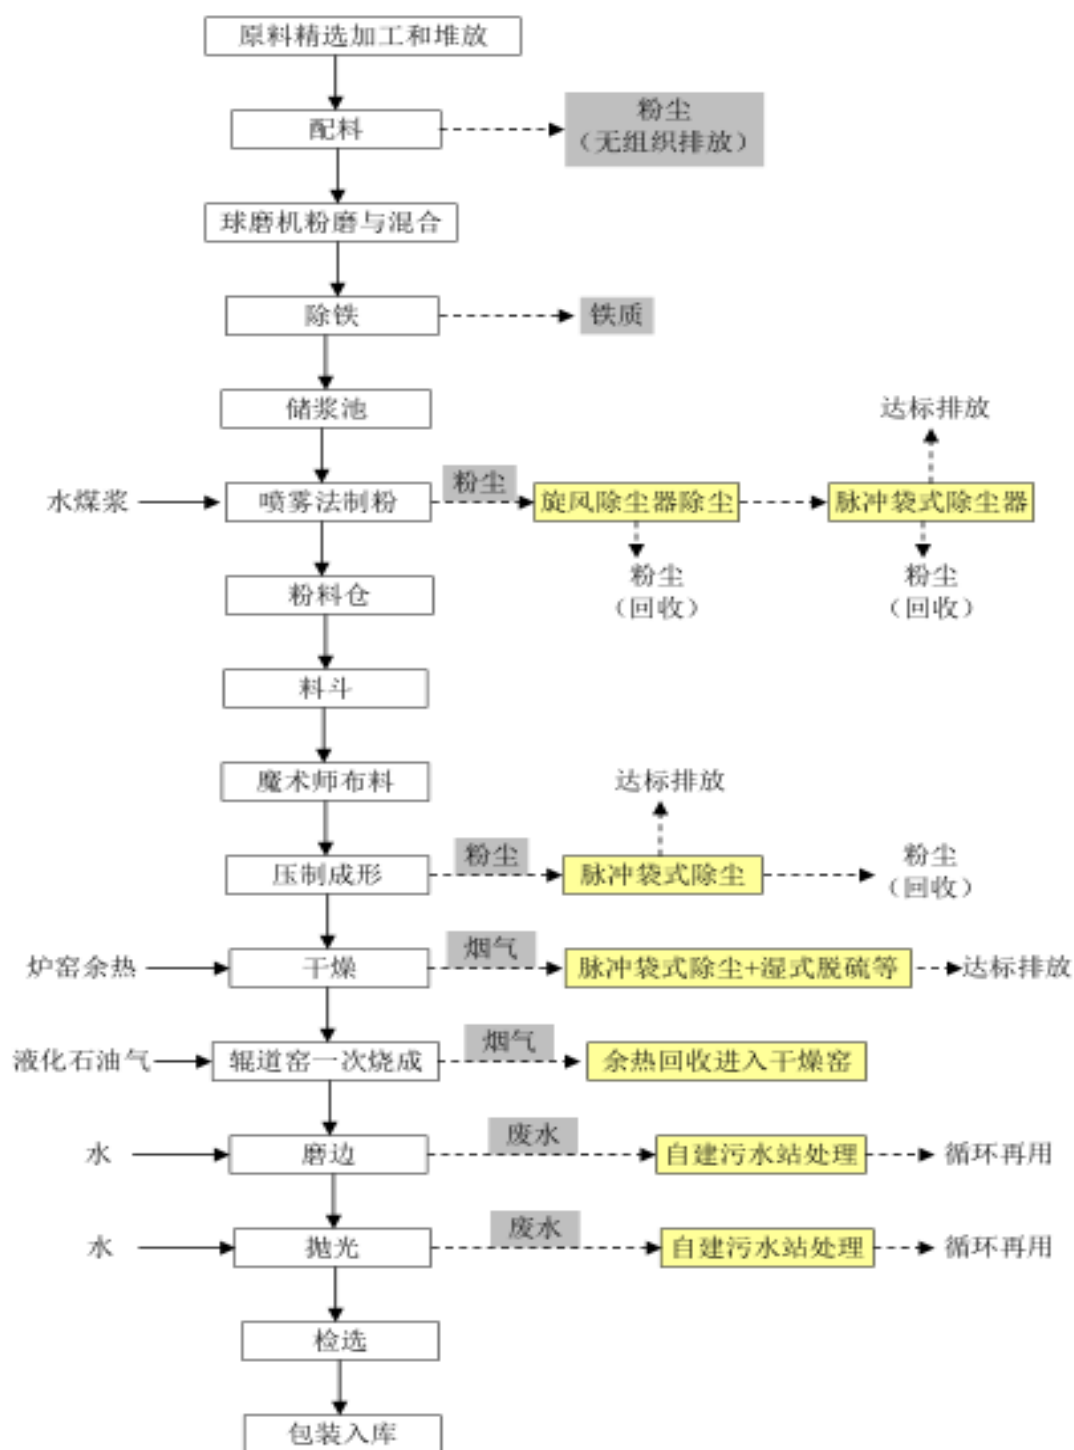 原料精选加工和堆放
配料
粉尘
（无组织排放）
球磨机粉磨与混合
除铁
铁质
储浆池
达标排放
水煤浆
喷雾法制粉
粉尘
旋风除尘器除尘
脉冲袋式除尘器
粉料仓
粉尘
（回收）
粉尘
（回收）
料斗
魔术师布料
达标排放
压制成形
粉尘
脉冲袋式除尘
粉尘
（回收）
炉窑余热
干燥
烟气
脉冲袋式除尘+湿式脱硫等
达标排放
液化石油气
辊道窑一次烧成
烟气
余热回收进入干燥窑
水
磨边
废水
自建污水站处理
循环再用
水
抛光
废水
自建污水站处理
循环再用
检选
包装入库